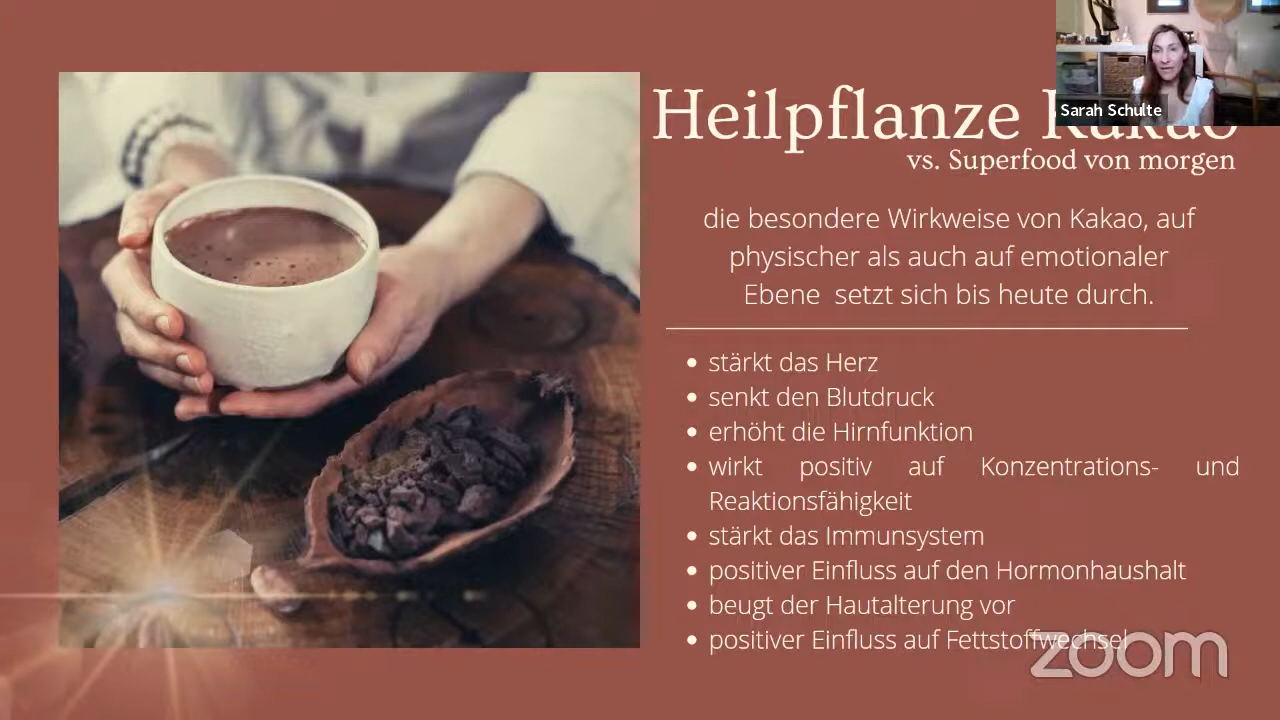 Heilpflanze Kakao
Sarah Schulte
vs. Superfood von morgen
die besondere Wirkweise von Kakao, auf
physischer als auch auf emotionaler
Ebene setzt sich bis heute durch.
• stärkt das Herz
• senkt den Blutdruck
• erhöht die Hirnfunktion
• wirkt positiv auf Konzentrations- und
Reaktionsfähigkeit
• stärkt das Immunsystem
• positiver Einfluss auf den Hormonhaushalt
• beugt der Hautalterung vor
• positiver Einfluss auf Fettstoffwechsel
zoom